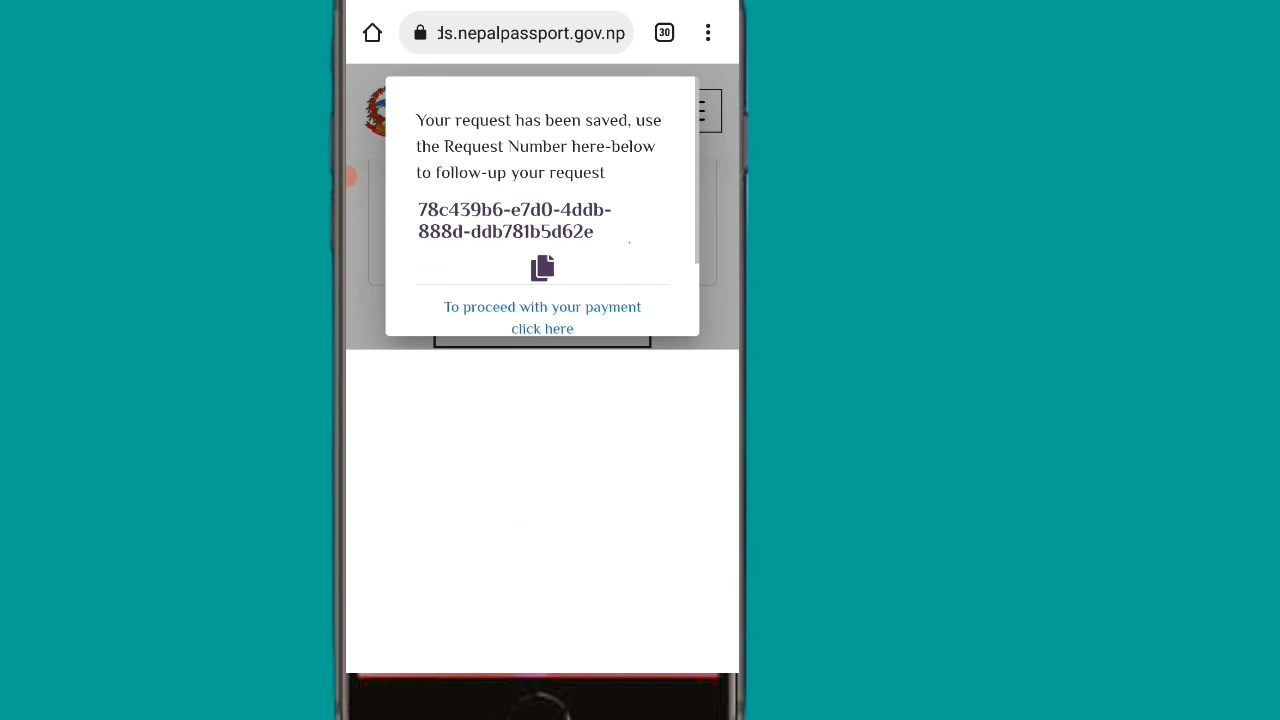 ds.nepalpassport.gov.np
30
Your request has been saved, use
the Request Number here-below
to follow-up your request
78c439b6-e7d0-4ddb-
888d-ddb781b5d62e
To proceed with your payment
click here